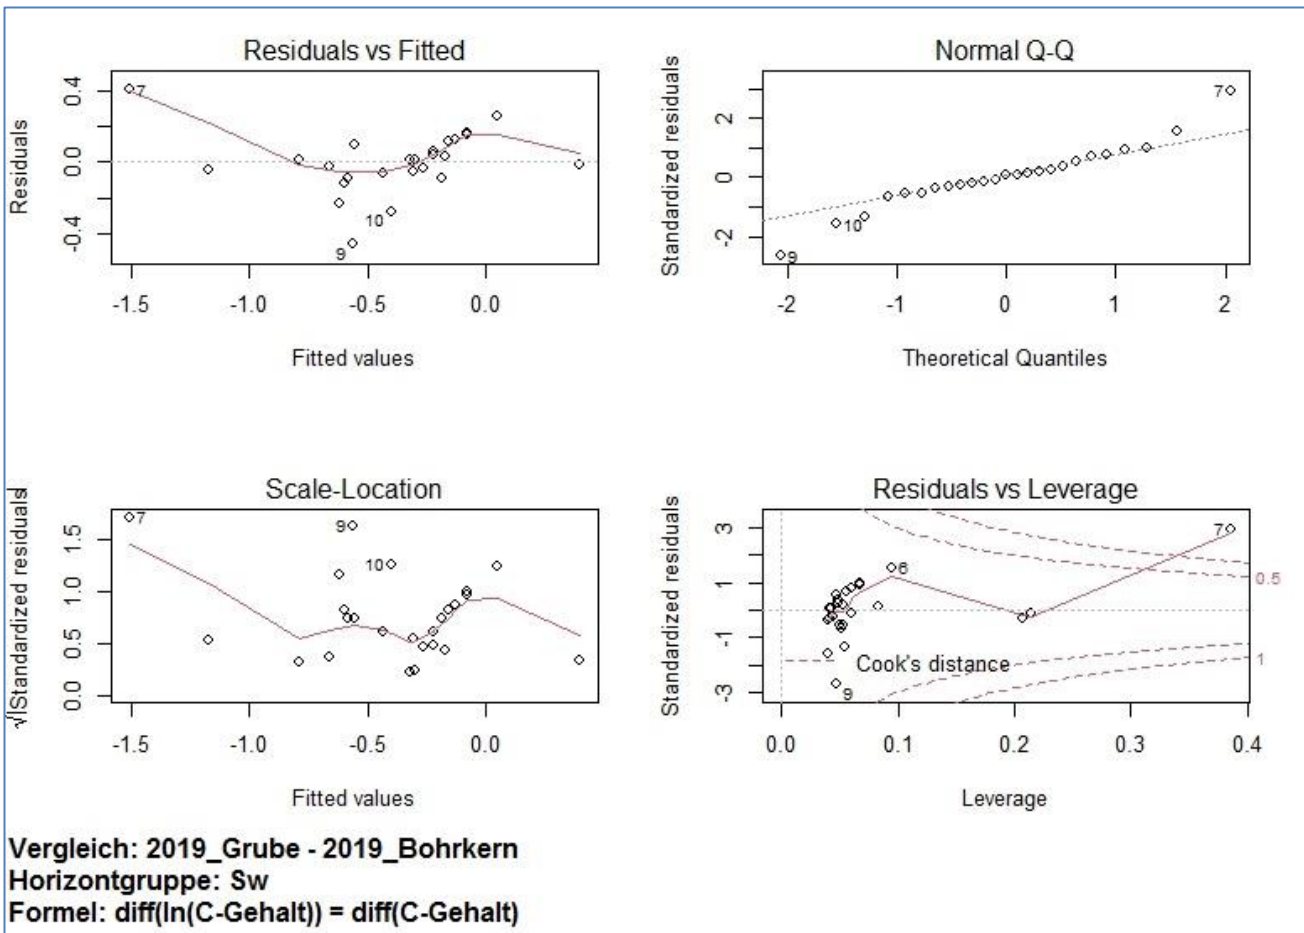 Residuals vs Fitted
Residuals
0.4
0.0
-0.4
7
10
9
-1.5 -1.0 -0.5 0.0
Fitted values
Normal Q-Q
Standardized residuals
2
0
-2
7
10
9
-2 -1 0 1 2
Theoretical Quantiles
Scale-Location
√|Standardized residuals|
1.5
1.0
0.5
0.0
7
9
10
-1.5 -1.0 -0.5 0.0
Fitted values
Residuals vs Leverage
Standardized residuals
3
1
-1
-3
7
6
0.5
Cook's distance
1
9
0.0 0.1 0.2 0.3 0.4
Leverage
Vergleich: 2019_Grube - 2019_Bohrkern
Horizontgruppe: Sw
Formel: diff(ln(C-Gehalt)) = diff(C-Gehalt)